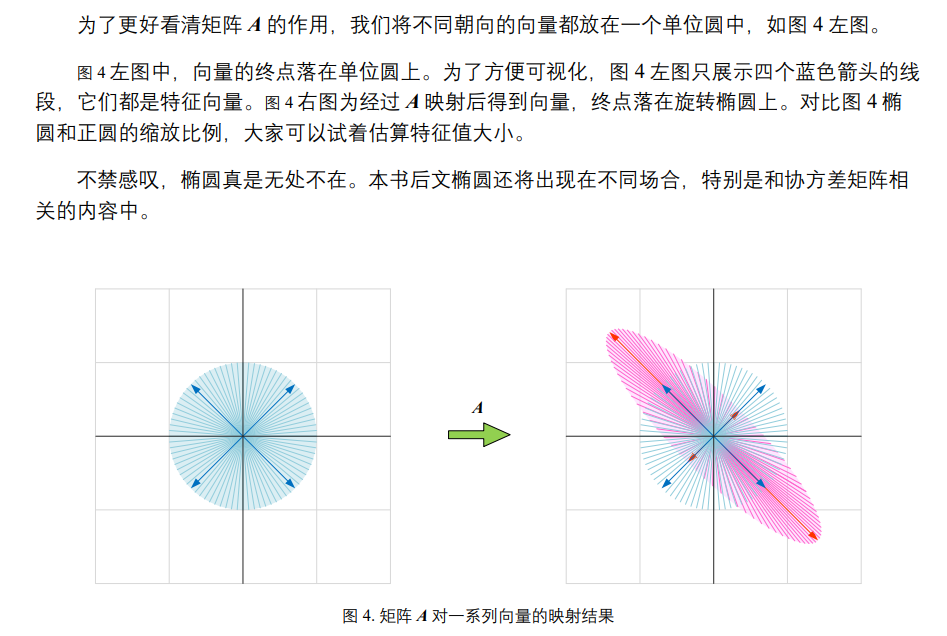 为了更好看清矩阵 A 的作用，我们将不同朝向的向量都放在一个单位圆中，如图 4 左图。
图 4 左图中，向量的终点落在单位圆上。为了方便可视化，图 4 左图只展示四个蓝色箭头的线
段，它们都是特征向量。图 4 右图为经过 A 映射后得到向量，终点落在旋转椭圆上。对比图 4 椭
圆和正圆的缩放比例，大家可以试着估算特征值大小。
不禁感叹，椭圆真是无处不在。本书后文椭圆还将出现在不同场合，特别是和协方差矩阵相
关的内容中。
A
图 4. 矩阵 A 对一系列向量的映射结果